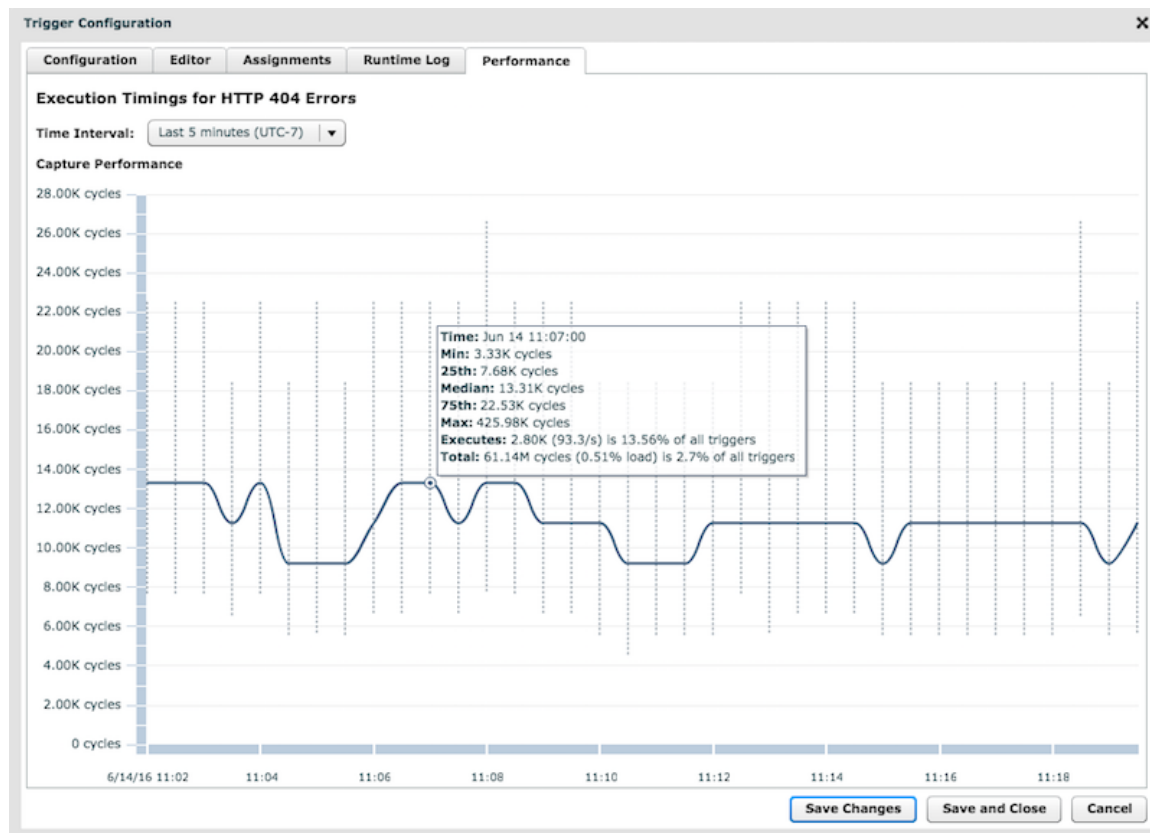 Trigger Configuration
Configuration Editor Assignments Runtime Log Performance
Execution Timings for HTTP 404 Errors
Time Interval: Last 5 minutes (UTC-7)
Capture Performance
28.00K cycles
26.00K cycles
24.00K cycles
22.00K cycles
20.00K cycles
18.00K cycles
16.00K cycles
14.00K cycles
12.00K cycles
10.00K cycles
8.00K cycles
6.00K cycles
4.00K cycles
2.00K cycles
0 cycles
Time: Jun 14 11:07:00
Min: 3.33K cycles
25th: 7.68K cycles
Median: 13.31K cycles
75th: 22.53K cycles
Max: 425.98K cycles
Executes: 2.80K (93.3/s) is 13.56% of all triggers
Total: 61.14M cycles (0.51% load) is 2.7% of all triggers
6/14/16 11:02 11:04 11:06 11:08 11:10 11:12 11:14 11:16 11:18
Save Changes Save and Close Cancel